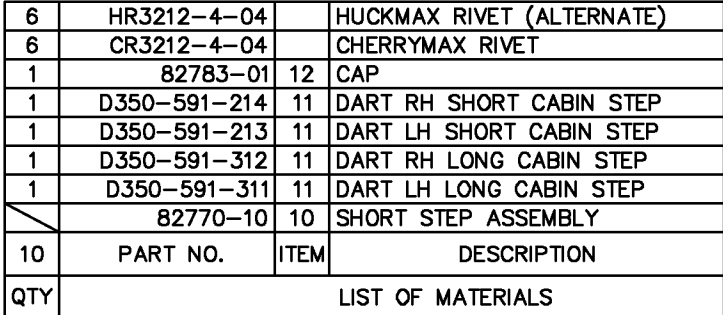 6 HR3212-4-04 HUCKMAX RIVET (ALTERNATE)
6 CR3212-4-04 CHERRYMAX RIVET
1 82783-01 12 CAP
1 D350-591-214 11 DART RH SHORT CABIN STEP
1 D350-591-213 11 DART LH SHORT CABIN STEP
1 D350-591-312 11 DART RH LONG CABIN STEP
1 D350-591-311 11 DART LH LONG CABIN STEP
82770-10 10 SHORT STEP ASSEMBLY
10 PART NO. ITEM DESCRIPTION
QTY LIST OF MATERIALS